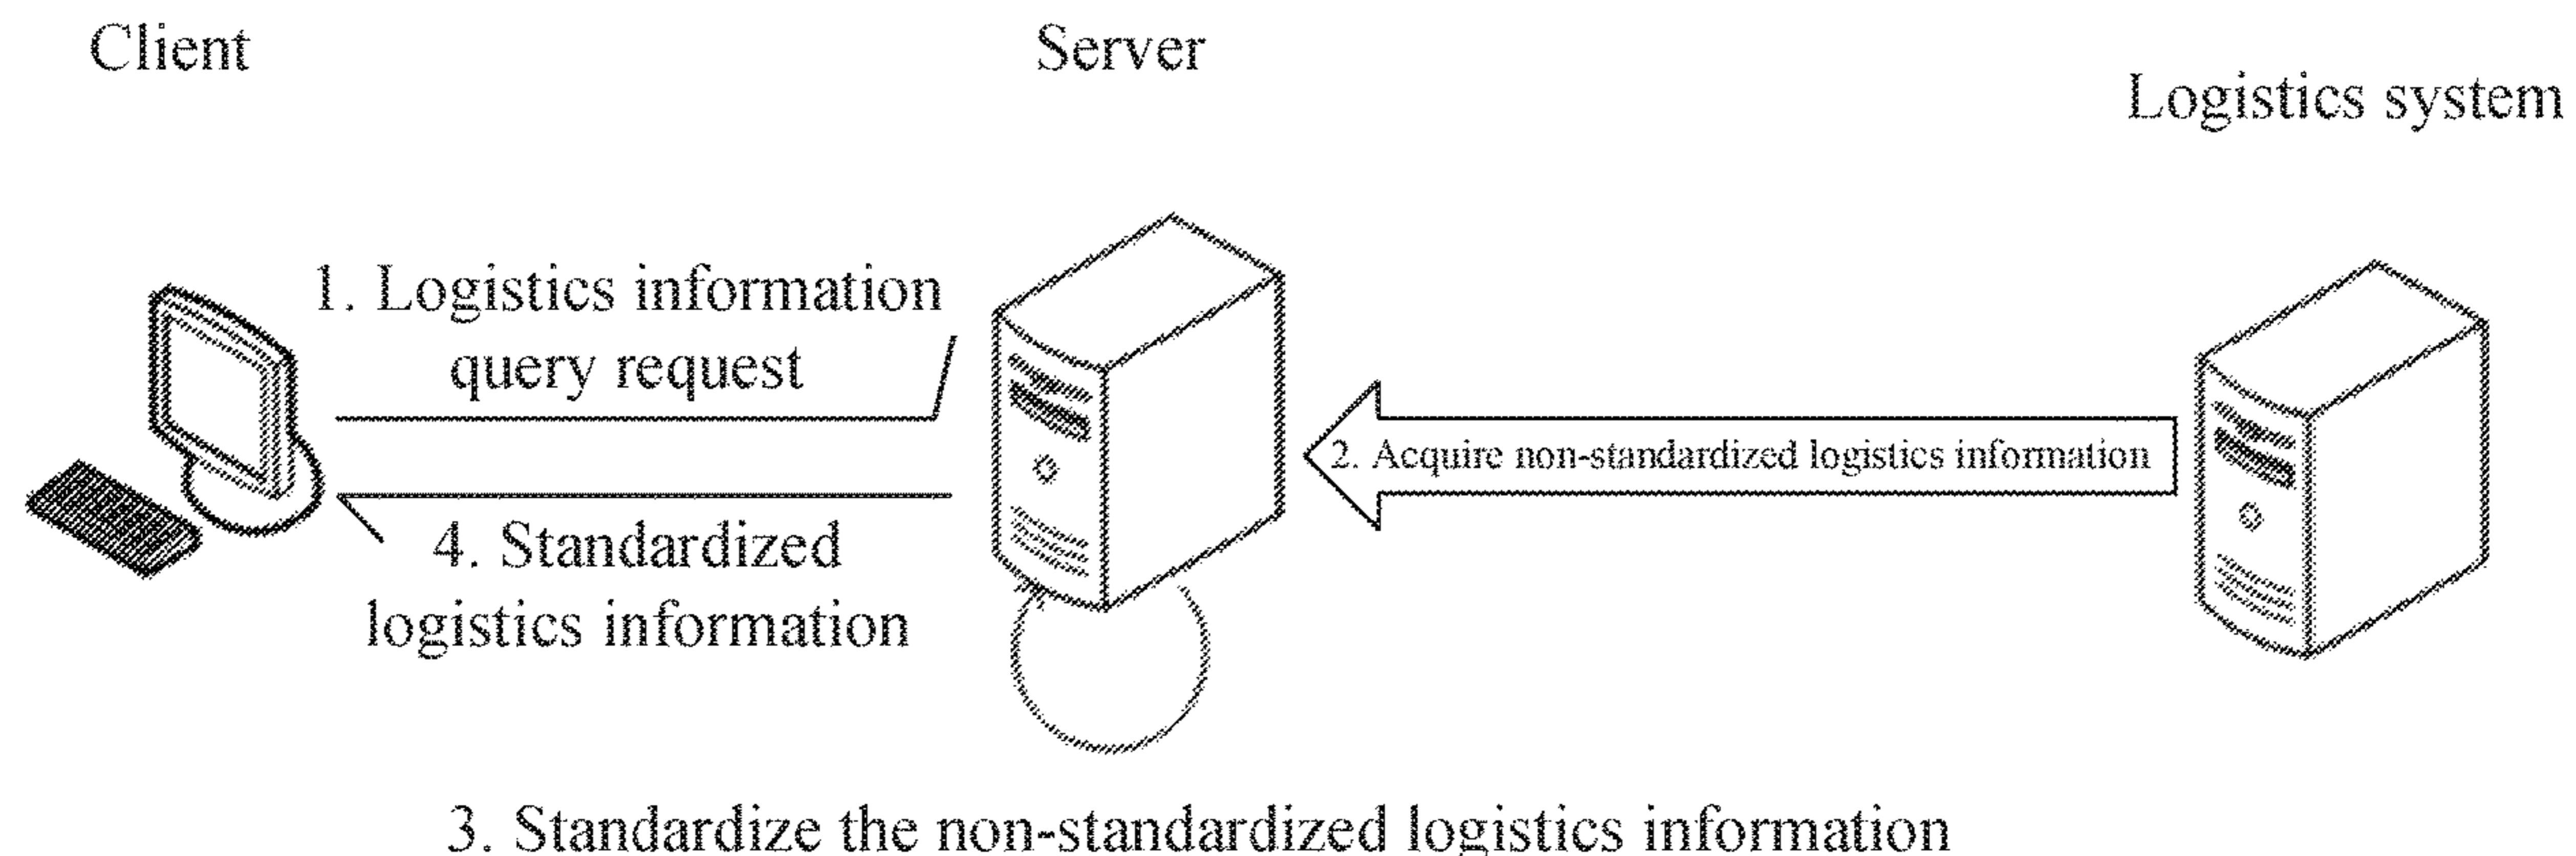 Client
Server
Logistics system
1. Logistics information
query request
2. Acquire non-standardized logistics information
4. Standardized
logistics information
3. Standardize the non-standardized logistics information